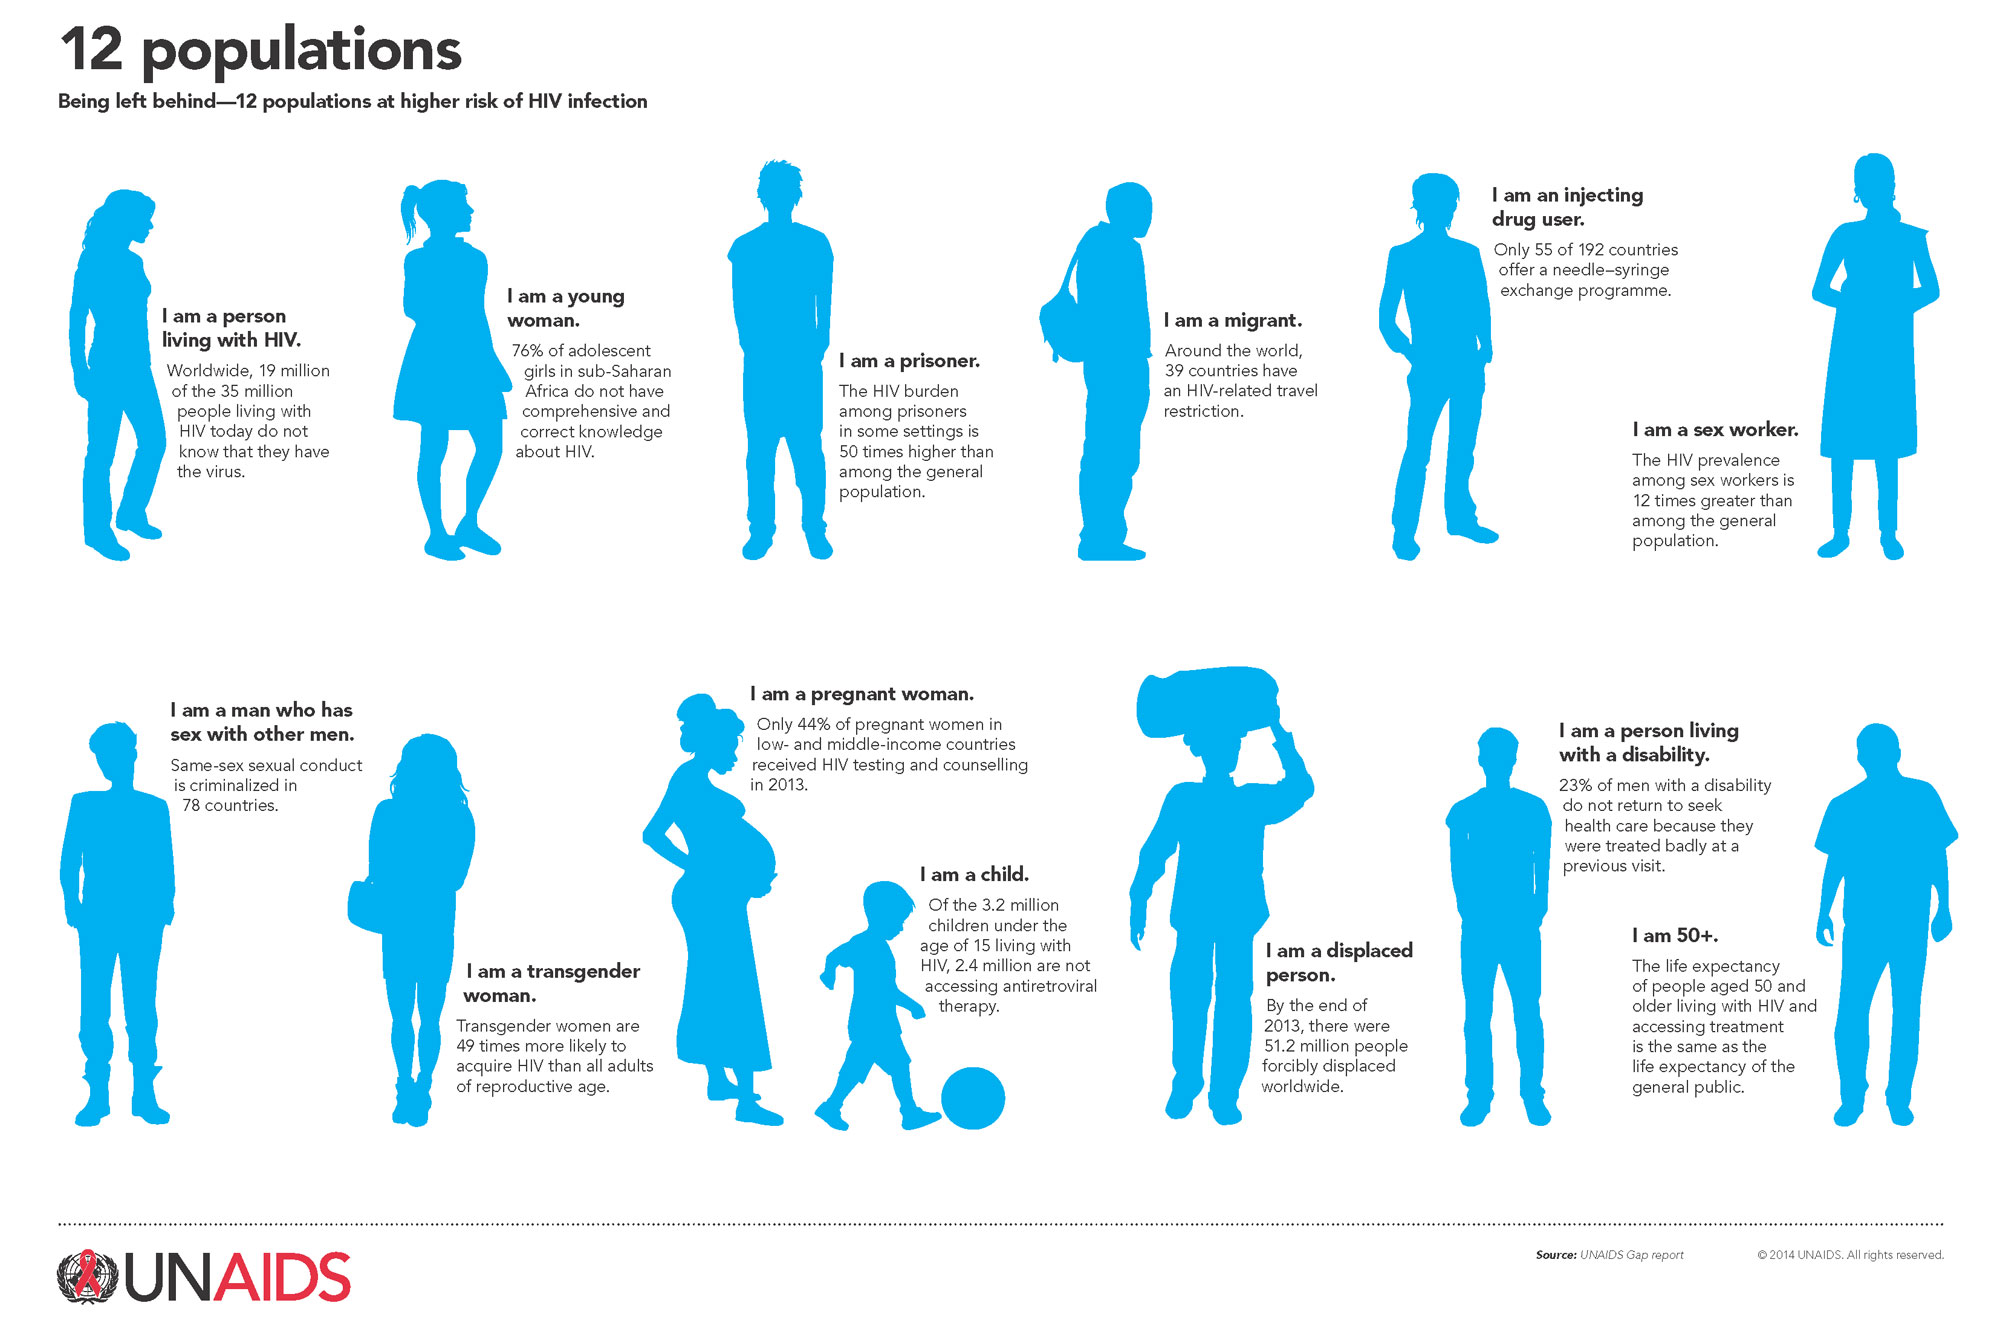 12 populations
Being left behind—12 populations at higher risk of HIV infection
I am a person
living with HIV.
Worldwide, 19 million
of the 35 million
people living with
HIV today do not
know that they have
the virus.
I am a young
woman.
76% of adolescent
girls in sub-Saharan
Africa do not have
comprehensive and
correct knowledge
about HIV.
I am a prisoner.
The HIV burden
among prisoners
in some settings is
50 times higher than
among the general
population.
I am a migrant.
Around the world,
39 countries have
an HIV-related travel
restriction.
I am an injecting
drug user.
Only 55 of 192 countries
offer a needle–syringe
exchange programme.
I am a sex worker.
The HIV prevalence
among sex workers is
12 times greater than
among the general
population.
I am a man who has
sex with other men.
Same-sex sexual conduct
is criminalized in
78 countries.
I am a transgender
woman.
Transgender women are
49 times more likely to
acquire HIV than all adults
of reproductive age.
I am a pregnant woman.
Only 44% of pregnant women in
low- and middle-income countries
received HIV testing and counselling
in 2013.
I am a child.
Of the 3.2 million
children under the
age of 15 living with
HIV, 2.4 million are not
accessing antiretroviral
therapy.
I am a displaced
person.
By the end of
2013, there were
51.2 million people
forcibly displaced
worldwide.
I am a person living
with a disability.
23% of men with a disability
do not return to seek
health care because they
were treated badly at a
previous visit.
I am 50+.
The life expectancy
of people aged 50 and
older living with HIV and
accessing treatment
is the same as the
life expectancy of the
general public.
UNAIDS
Source: UNAIDS Gap report
© 2014 UNAIDS. All rights reserved.